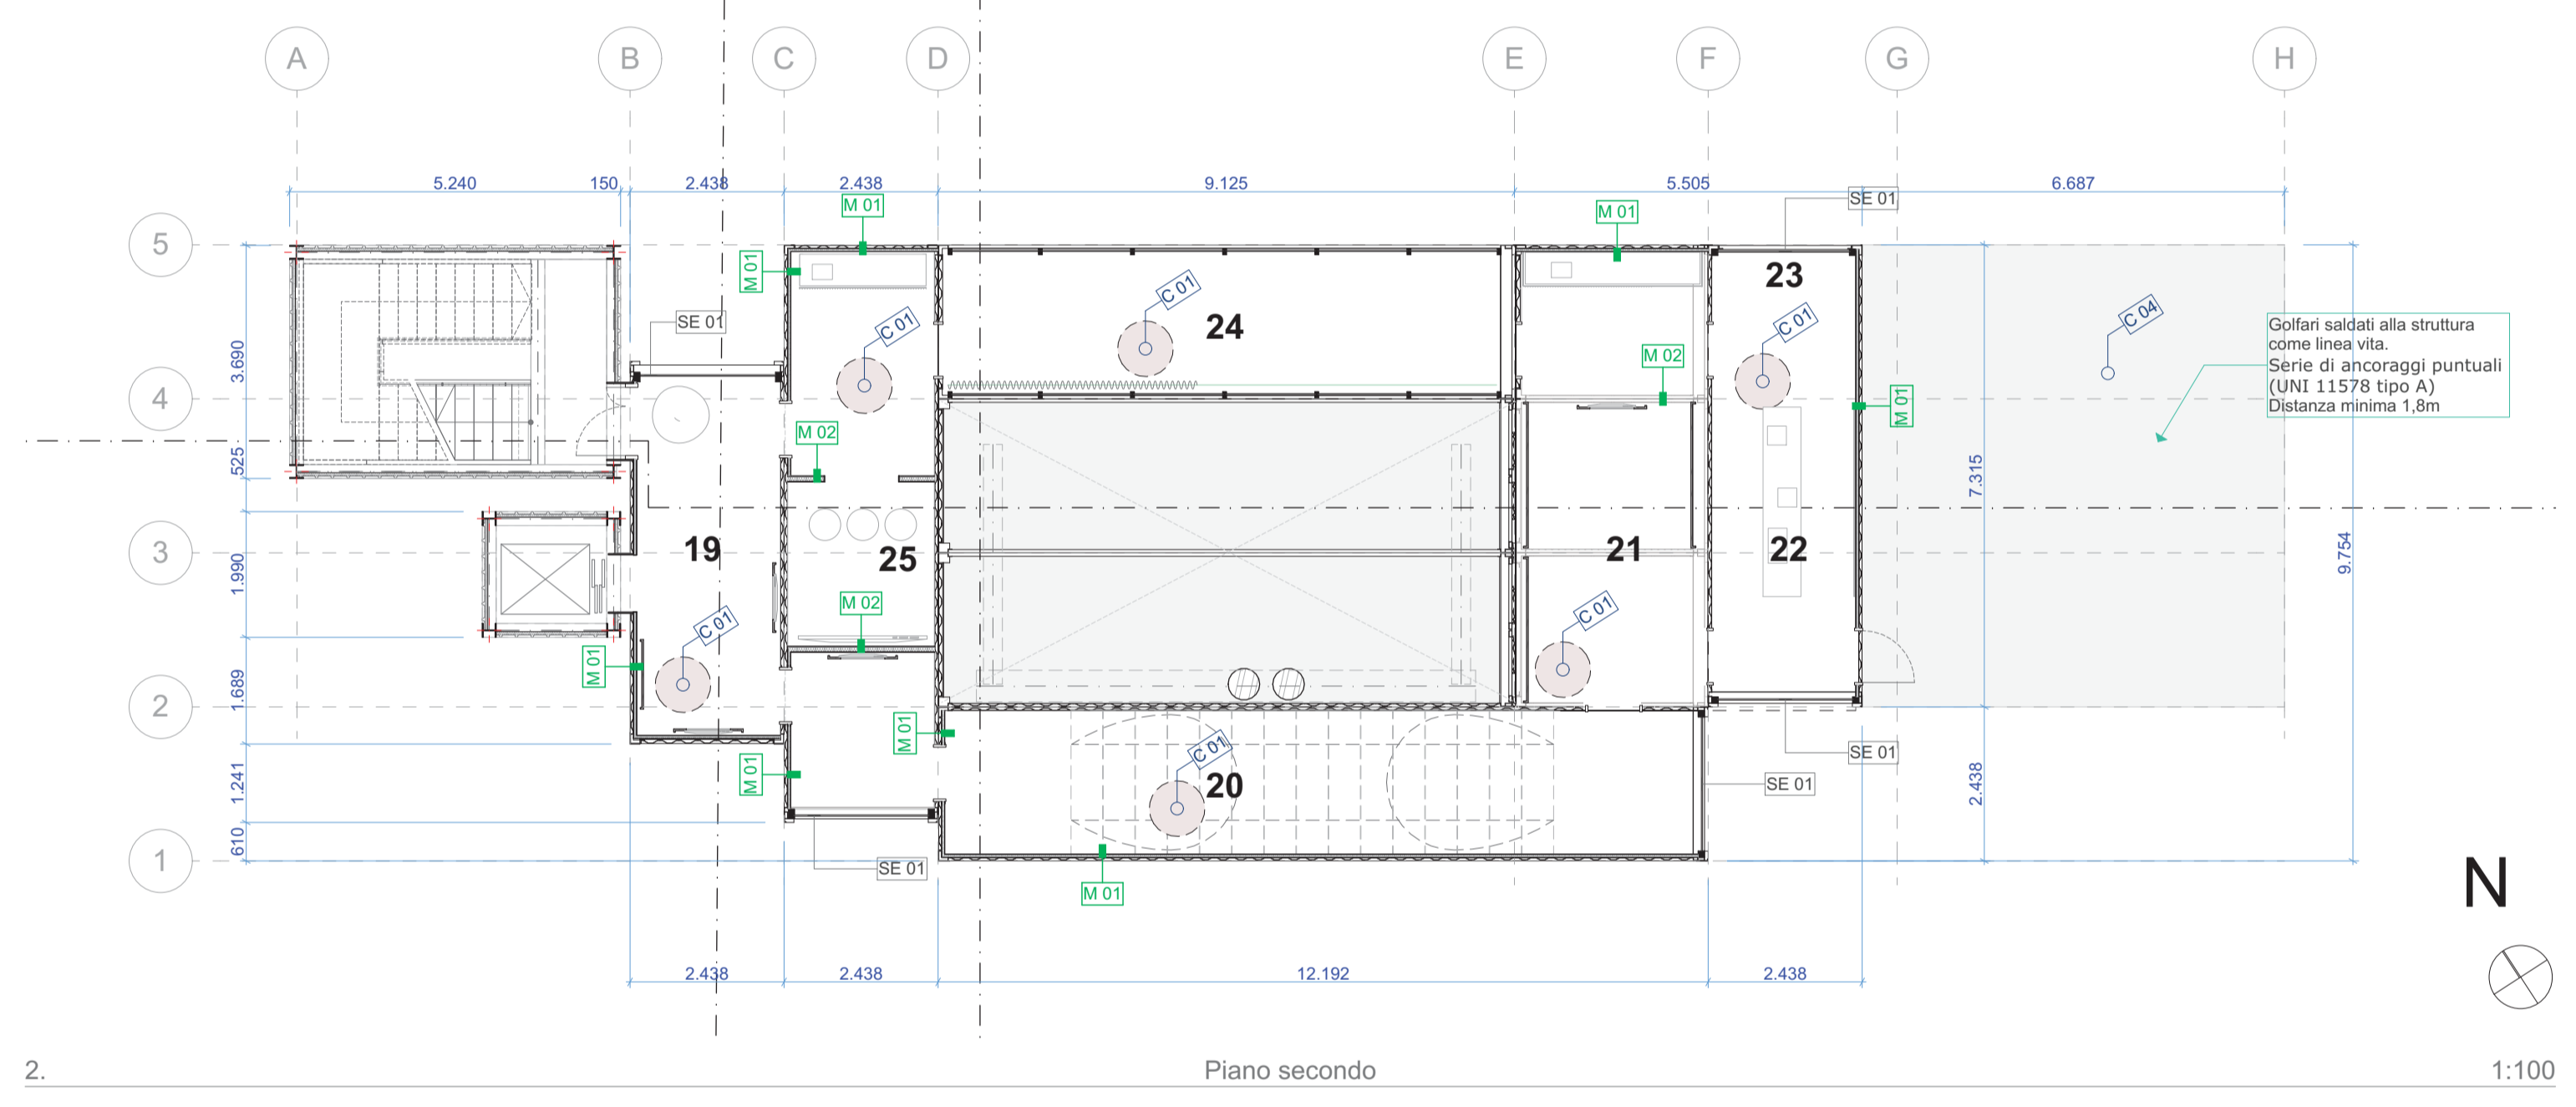 A B C D E F G H
5.240 150 2.438 2.438 9.125 5.505 6.687
M 01
M 01
SE 01
5
M 01
23
C 01
24
C 01
C 01
C 04
Golfari saldati alla struttura
come linea vita.
Serie di ancoraggi puntuali
(UNI 11578 tipo A)
Distanza minima 1,8m
SE 01
C 01
M 02
3.690
4
M 01
M 02
525
7.315
3
19
25
21
22
1.990
9.754
M 02
C 01
C 01
M 01
1.689
2
M 01
C 01
SE 01
1.241
M 01
20
SE 01
2.438
610
1
SE 01
M 01
N
2.438 2.438 12.192 2.438
2. Piano secondo 1:100